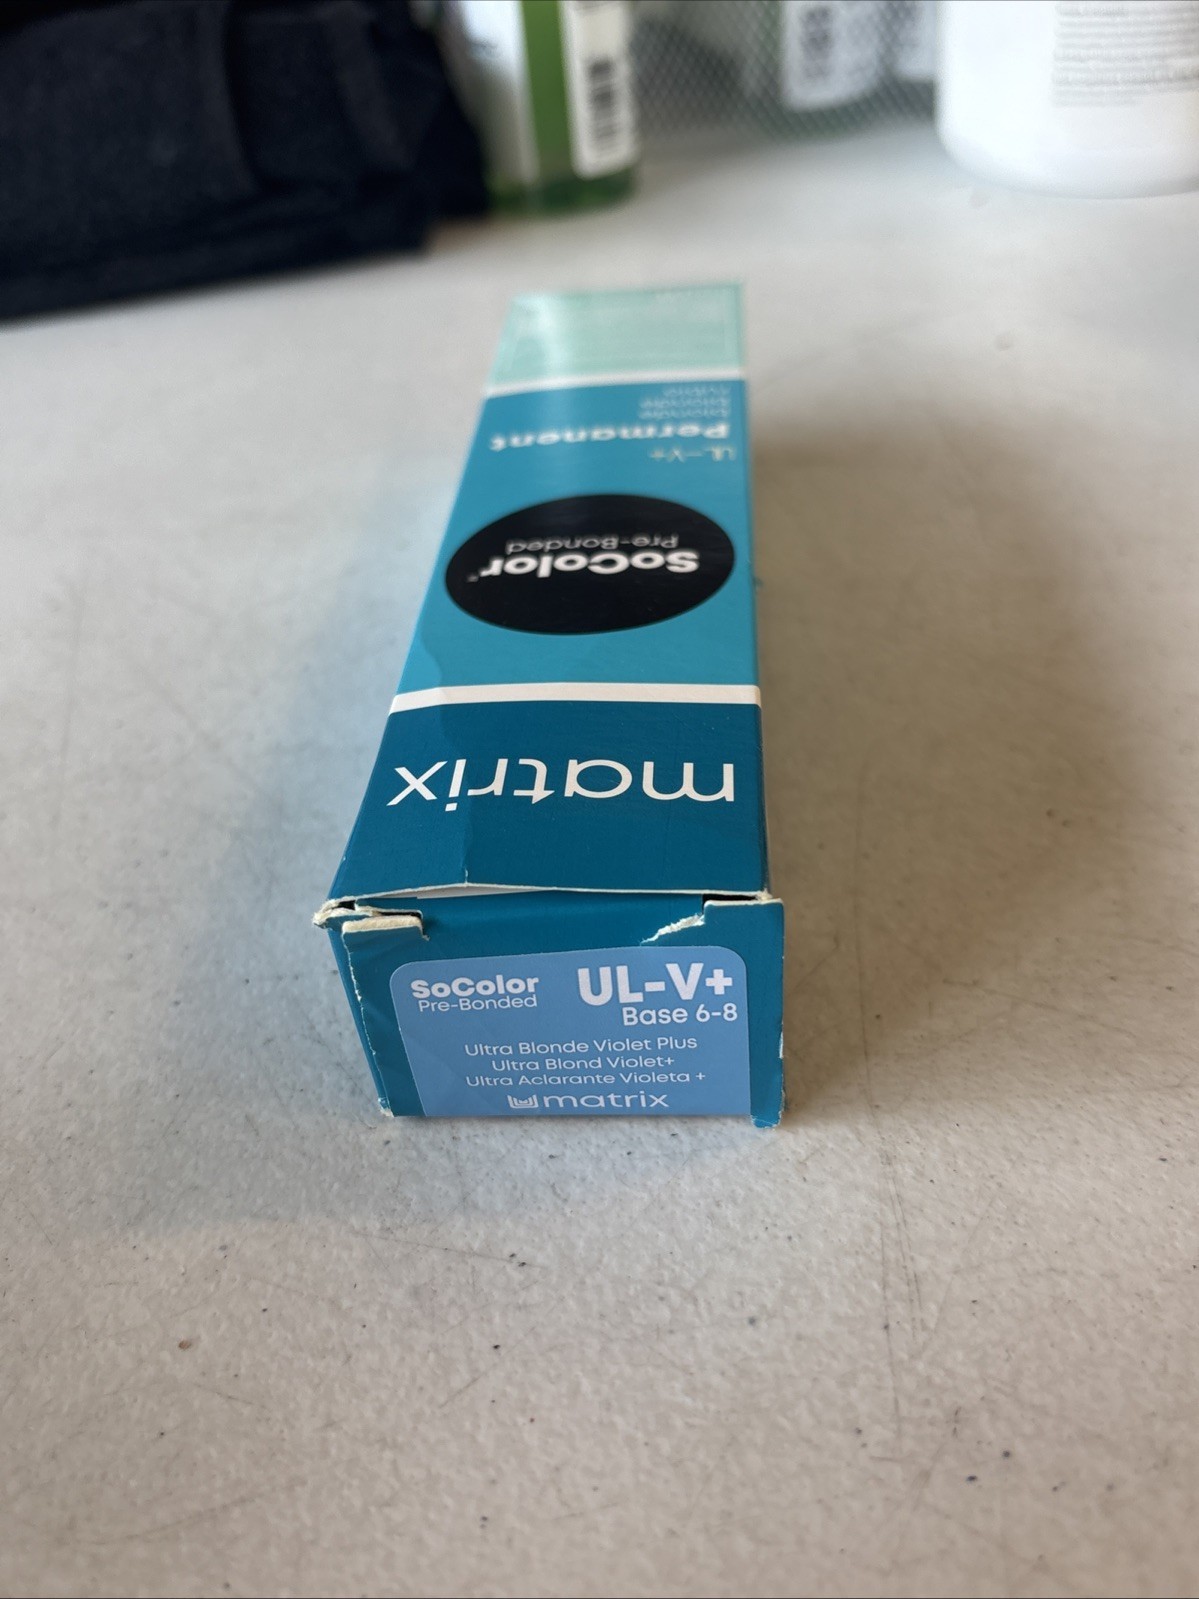 SoColor
Pre-Bonded
UL-V+
Base 6-8
Ultra Blonde Violet Plus
Ultra Blond Violet+
Ultra Aclarante Violeta +
matrix
matrix
SoColor
Pre-Bonded
UL-V+
Permanent